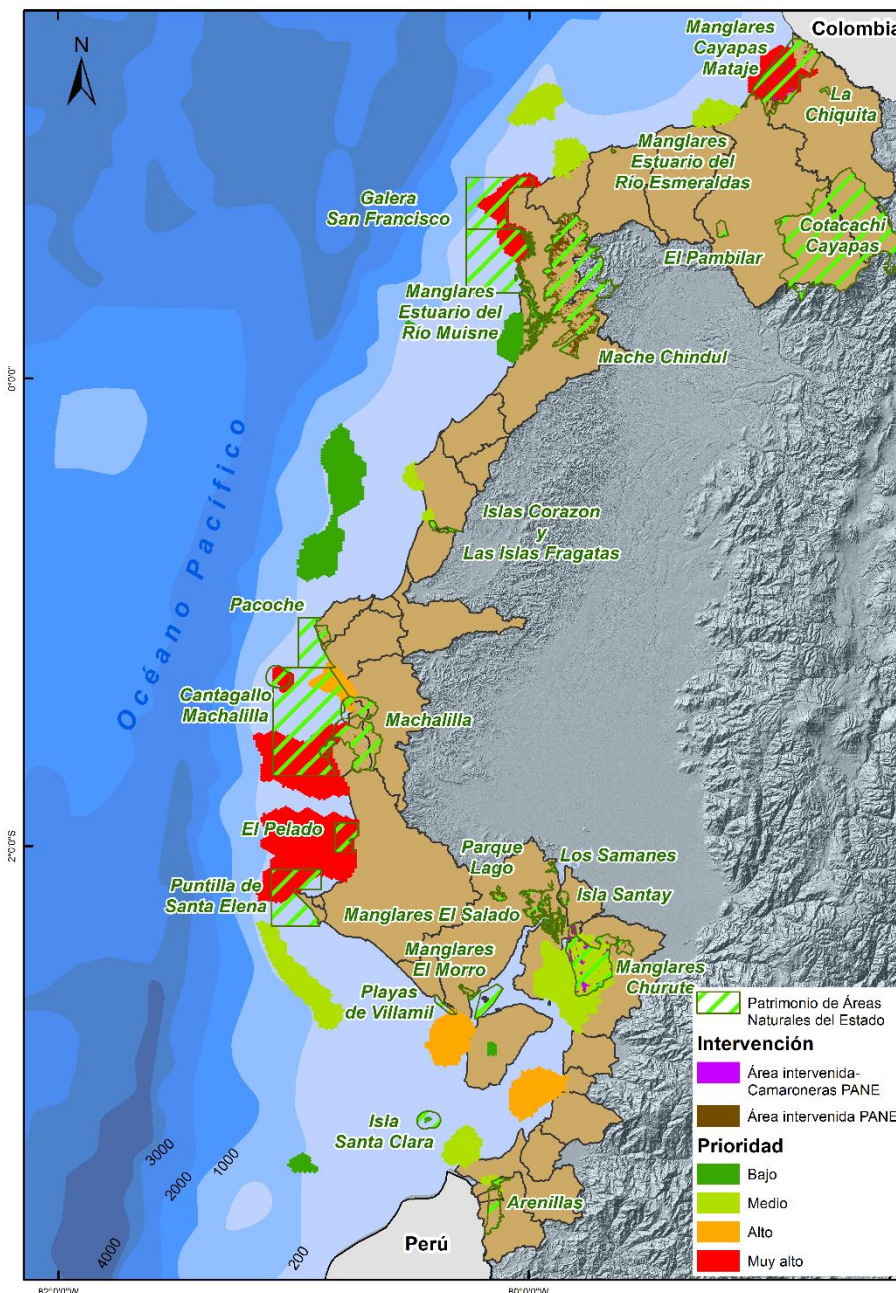 Colombia
N
Manglares
Cayapas
Mataje
La
Chiquita
Manglares
Estuario del
Río Esmeraldas
Galera
San Francisco
Cotacachi
Cayapas
El Pambilar
Manglares
Estuario del
Río Muisne
Mache Chindul
0°0'0"
Océano Pacífico
Islas Corazon
y
Las Islas Fragatas
Pacoche
Cantagallo
Machalilla
Machalilla
El Pelado
2°0'0"S
Parque
Lago
Los Samanes
Puntilla de
Santa Elena
Isla Santay
Manglares El Salado
Manglares
El Morro
Manglares
Churute
Playas
de Villamil
Isla
Santa Clara
Arenillas
Perú
3000
1000
2000
200
4000
Patrimonio de Áreas
Naturales del Estado
Intervención
Área intervenida-
Camaroneras PANE
Área intervenida PANE
Prioridad
Bajo
Medio
Alto
Muy alto
82°0'0"W
80°0'0"W